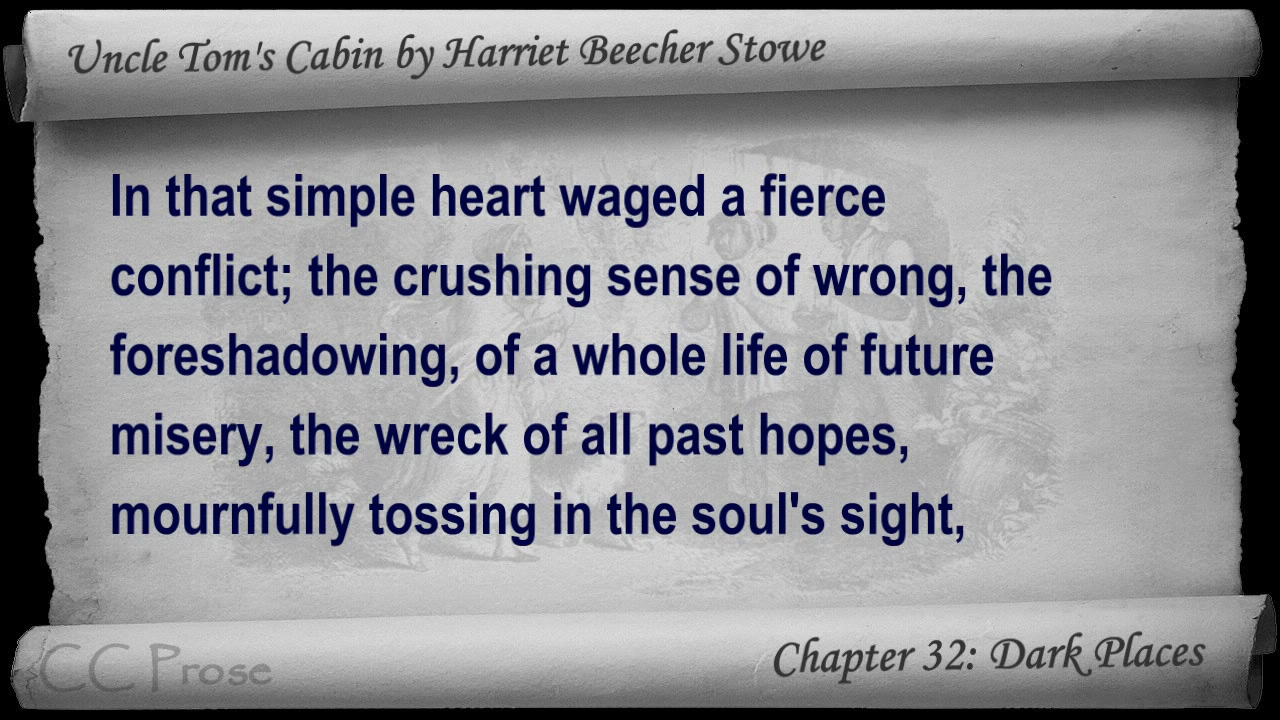 Uncle Tom's Cabin by Harriet Beecher Stowe
In that simple heart waged a fierce
conflict; the crushing sense of wrong, the
foreshadowing, of a whole life of future
misery, the wreck of all past hopes,
mournfully tossing in the soul's sight,
CC Prose
Chapter 32: Dark Places